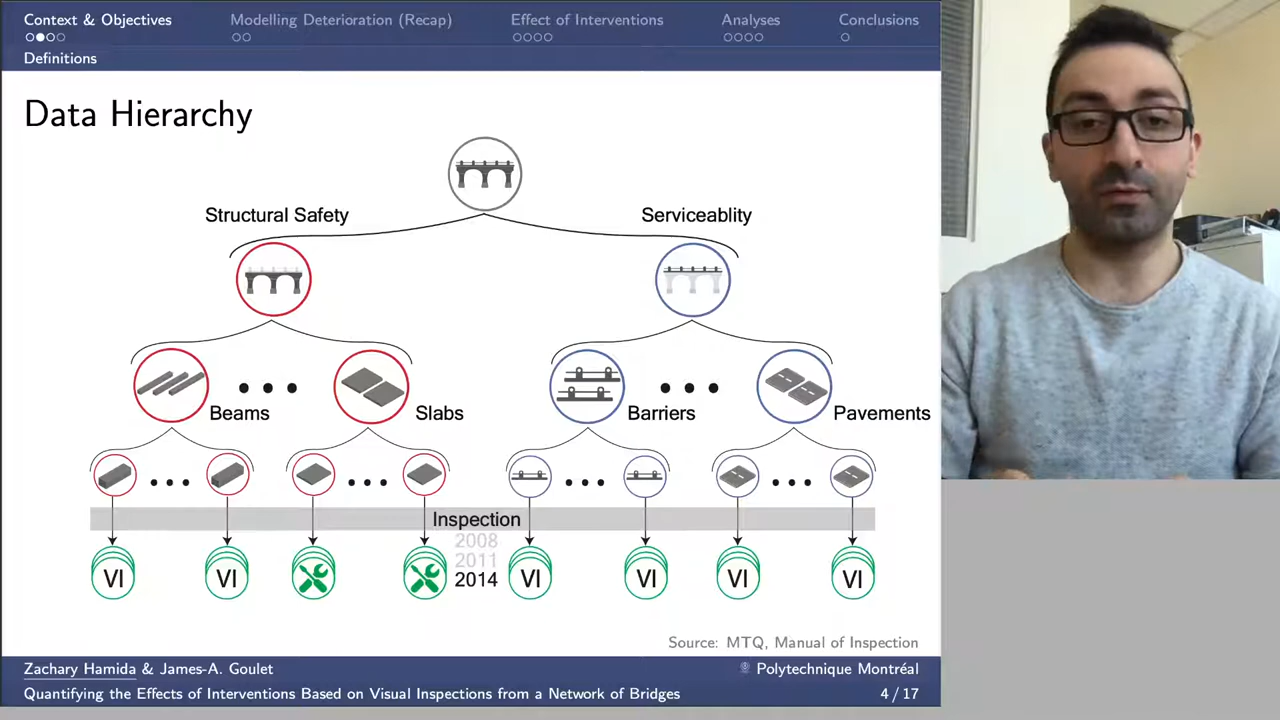 Context & Objectives
Modelling Deterioration (Recap)
Effect of Interventions
Analyses
Conclusions
Definitions
Data Hierarchy
Structural Safety
Serviceablity
Beams
Slabs
Barriers
Pavements
Inspection
2008
2011
2014
VI
VI
VI
VI
VI
VI
Source: MTQ, Manual of Inspection
Zachary Hamida & James-A. Goulet
Polytechnique Montréal
Quantifying the Effects of Interventions Based on Visual Inspections from a Network of Bridges
4 / 17